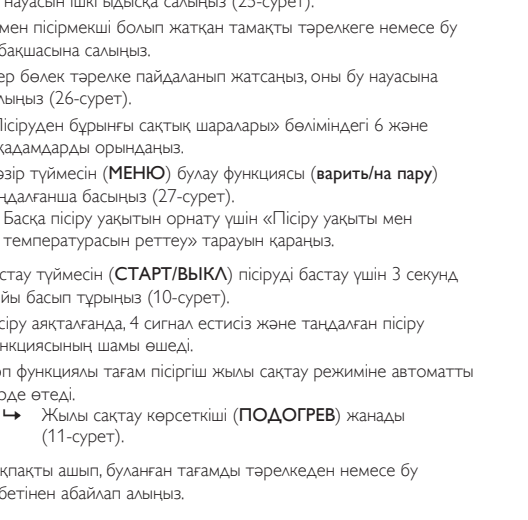 науасын ішкі ыдысқа салыңыз (25-сурет).
мен пісірмекші болып жатқан тамақты тәрелкеге немесе бу
бақшасына салыңыз.
ер бөлек тәрелке пайдаланып жатсаңыз, оны бу науасына
лыңыз (26-сурет).
ісіруден бұрынғы сақтық шаралары» бөліміндегі 6 және
қадамдарды орындаңыз.
әзір түймесін (МЕНЮ) булау функциясы (варить/на пару)
ңдалғанша басыңыз (27-сурет).
Басқа пісіру уақытын орнату үшін «Пісіру уақыты мен
температурасын реттеу» тарауын қараңыз.
стау түймесін (СТАРТ/ВЫКЛ) пісіруді бастау үшін 3 секунд
йы басып тұрыңыз (10-сурет).
сіру аяқталғанда, 4 сигнал естисіз және таңдалған пісіру
нкциясының шамы өшеді.
өп функциялы тағам пісіргіш жылы сақтау режиміне автоматты
рде өтеді.
↪ Жылы сақтау көрсеткіші (ПОДОГРЕВ) жанады
(11-сурет).
қпақты ашып, буланған тағамды тәрелкеден немесе бу
бетінен абайлап алыңыз.